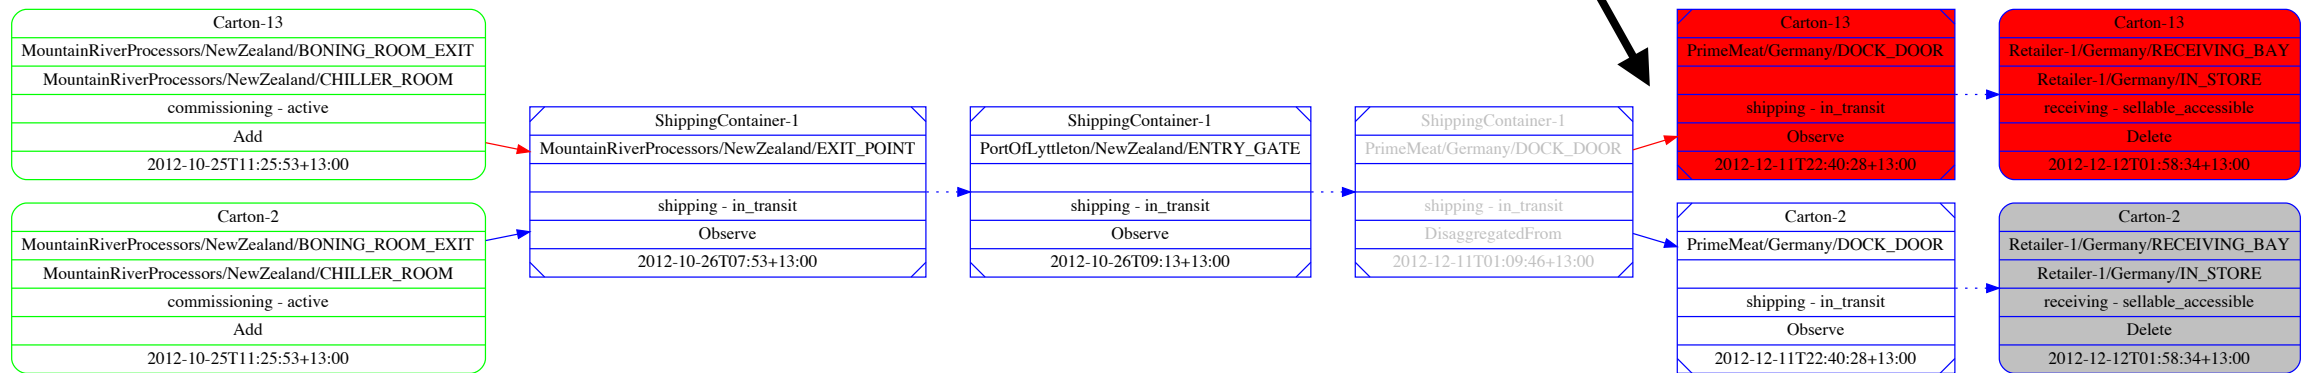 Carton-13
MountainRiverProcessors/NewZealand/BONING_ROOM_EXIT
MountainRiverProcessors/NewZealand/CHILLER_ROOM
commissioning - active
Add
2012-10-25T11:25:53+13:00
Carton-2
MountainRiverProcessors/NewZealand/BONING_ROOM_EXIT
MountainRiverProcessors/NewZealand/CHILLER_ROOM
commissioning - active
Add
2012-10-25T11:25:53+13:00
ShippingContainer-1
MountainRiverProcessors/NewZealand/EXIT_POINT
shipping - in_transit
Observe
2012-10-26T07:53+13:00
ShippingContainer-1
PortOfLyttleton/NewZealand/ENTRY_GATE
shipping - in_transit
Observe
2012-10-26T09:13+13:00
ShippingContainer-1
PrimeMeat/Germany/DOCK_DOOR
shipping - in_transit
DisaggregatedFrom
2012-12-11T01:09:46+13:00
Carton-13
PrimeMeat/Germany/DOCK_DOOR
shipping - in_transit
Observe
2012-12-11T22:40:28+13:00
Carton-2
PrimeMeat/Germany/DOCK_DOOR
shipping - in_transit
Observe
2012-12-11T22:40:28+13:00
Carton-13
Retailer-1/Germany/RECEIVING_BAY
Retailer-1/Germany/IN_STORE
receiving - sellable_accessible
Delete
2012-12-12T01:58:34+13:00
Carton-2
Retailer-1/Germany/RECEIVING_BAY
Retailer-1/Germany/IN_STORE
receiving - sellable_accessible
Delete
2012-12-12T01:58:34+13:00